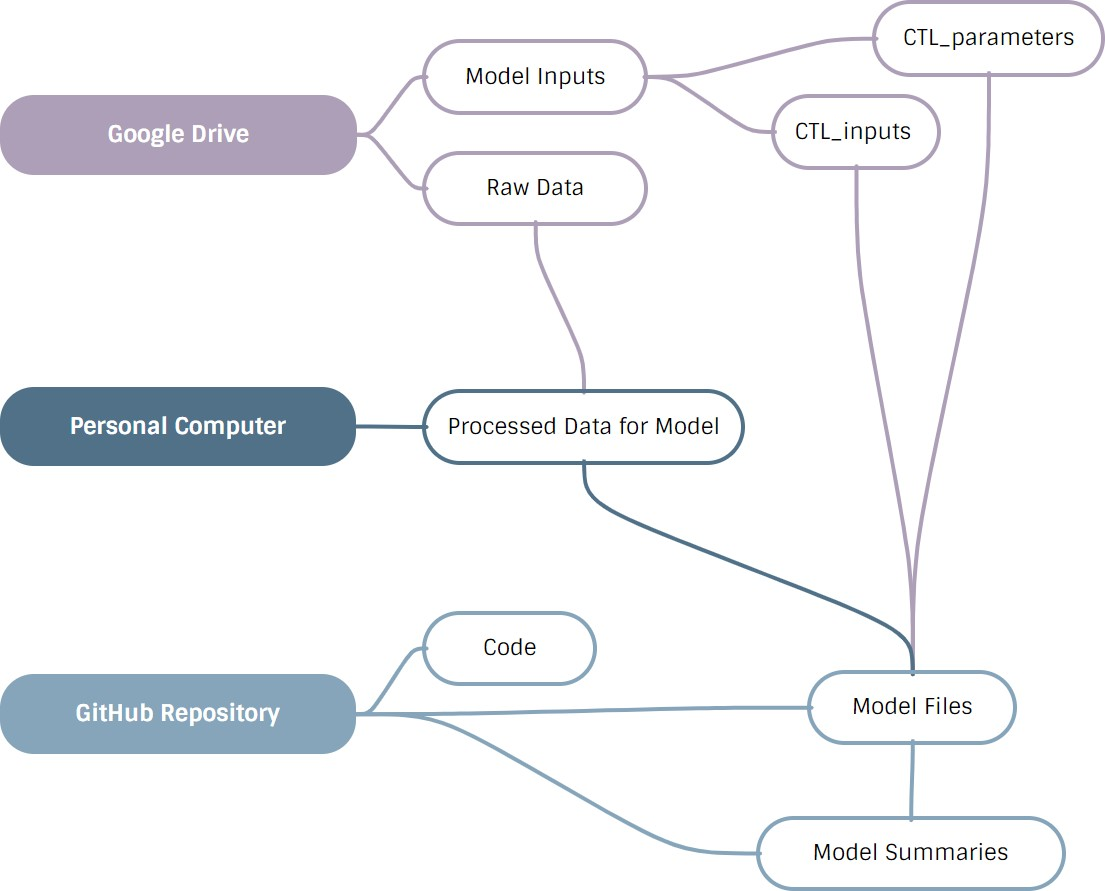 CTL_parameters
Model Inputs
Google Drive
CTL_inputs
Raw Data
Personal Computer
Processed Data for Model
Code
GitHub Repository
Model Files
Model Summaries